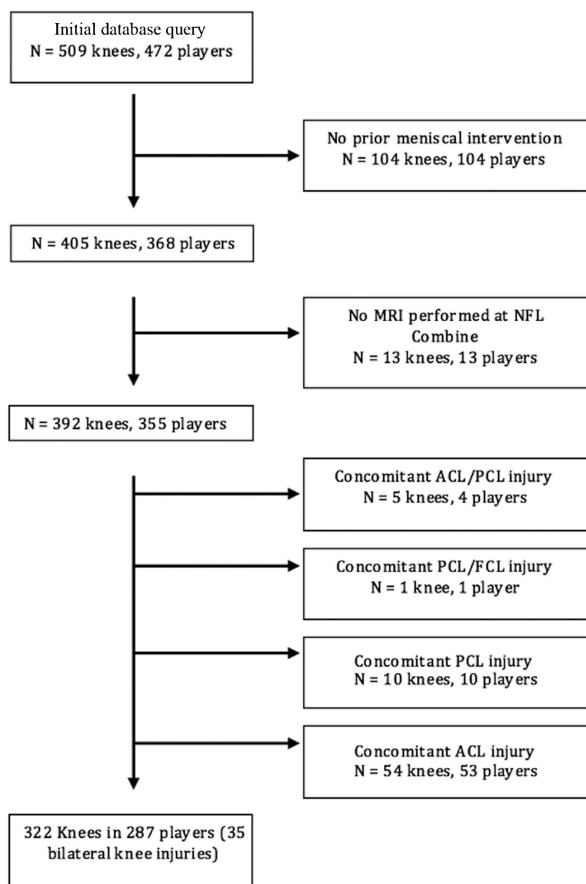 Initial database query
N = 509 knees, 472 players
No prior meniscal intervention
N = 104 knees, 104 players
N = 405 knees, 368 players
No MRI performed at NFL
Combine
N = 13 knees, 13 players
N = 392 knees, 355 players
Concomitant ACL/PCL injury
N = 5 knees, 4 players
Concomitant PCL/FCL injury
N = 1 knee, 1 player
Concomitant PCL injury
N = 10 knees, 10 players
Concomitant ACL injury
N = 54 knees, 53 players
322 Knees in 287 players (35
bilateral knee injuries)